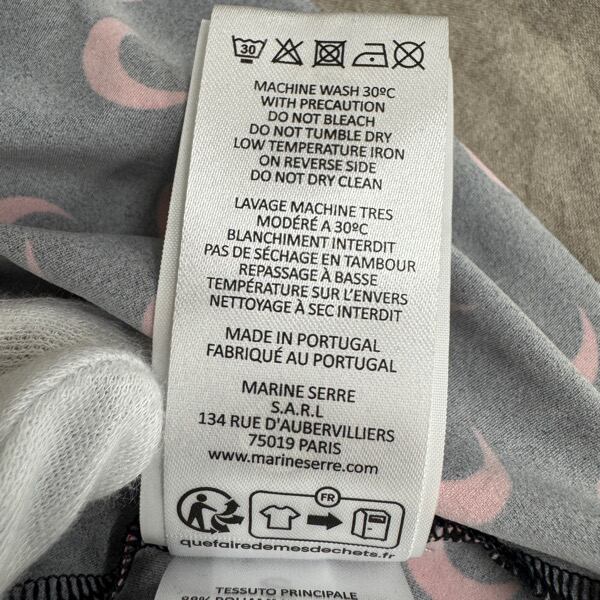 30
MACHINE WASH 30ºC
WITH PRECAUTION
DO NOT BLEACH
DO NOT TUMBLE DRY
LOW TEMPERATURE IRON
ON REVERSE SIDE
DO NOT DRY CLEAN
LAVAGE MACHINE TRES
MODÉRÉ A 30ºC
BLANCHIMENT INTERDIT
PAS DE SÉCHAGE EN TAMBOUR
REPASSAGE À BASSE
TEMPÉRATURE SUR L'ENVERS
NETTOYAGE À SEC INTERDIT
MADE IN PORTUGAL
FABRIQUÉ AU PORTUGAL
MARINE SERRE
S.A.R.L
134 RUE D'AUBERVILLIERS
75019 PARIS
www.marineserre.com
FR
quefairedemesdechets.fr
TESSUTO PRINCIPALE